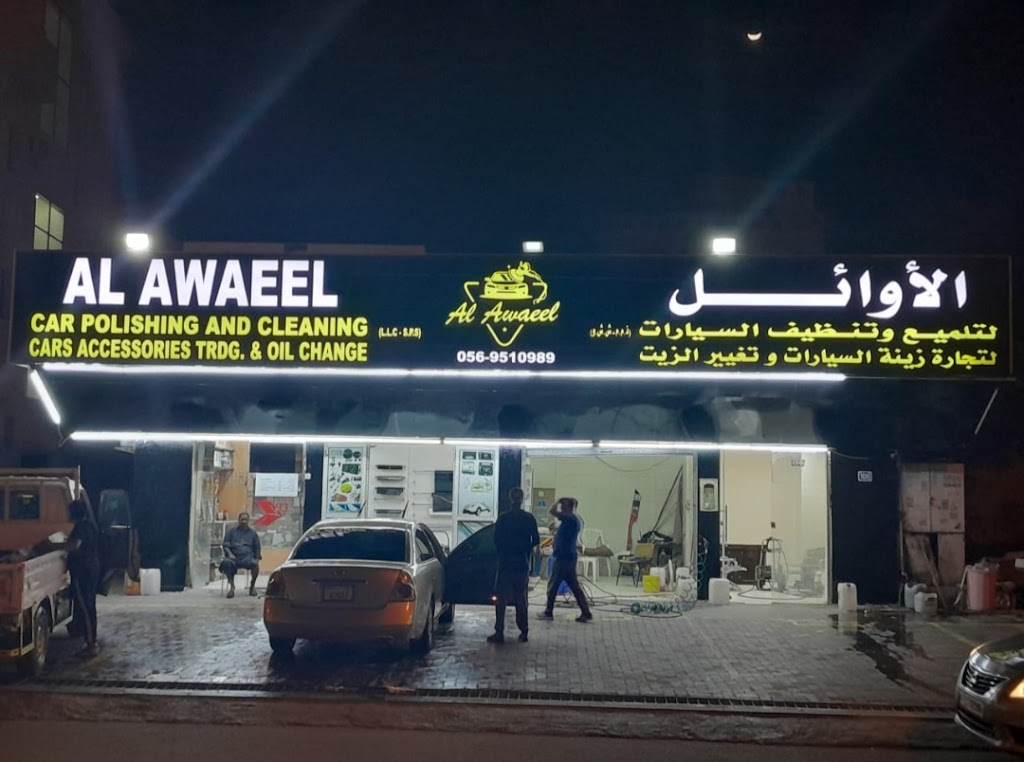 AL AWAEEL
CAR POLISHING AND CLEANING (L.L.C - S.P.S)
CARS ACCESSORIES TRDG. & OIL CHANGE
Al Awaeel
056-9510989
الأوائل
لتلميع وتنظيف السيارات
لتجارة زينة السيارات و تغيير الزيت